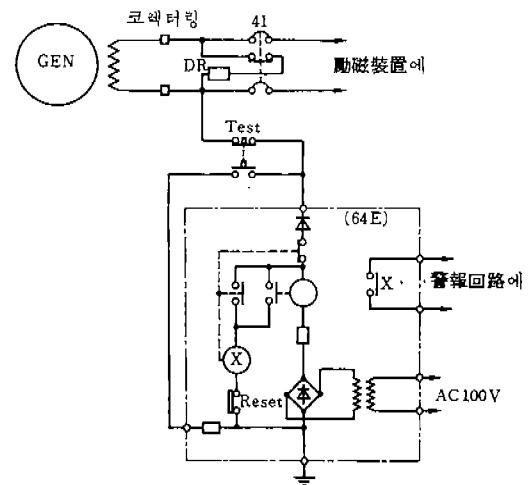 코렉터링
41
GEN
DR
勵磁裝置에
Test
(64E)
X
警報回路에
X
Reset
AC100V